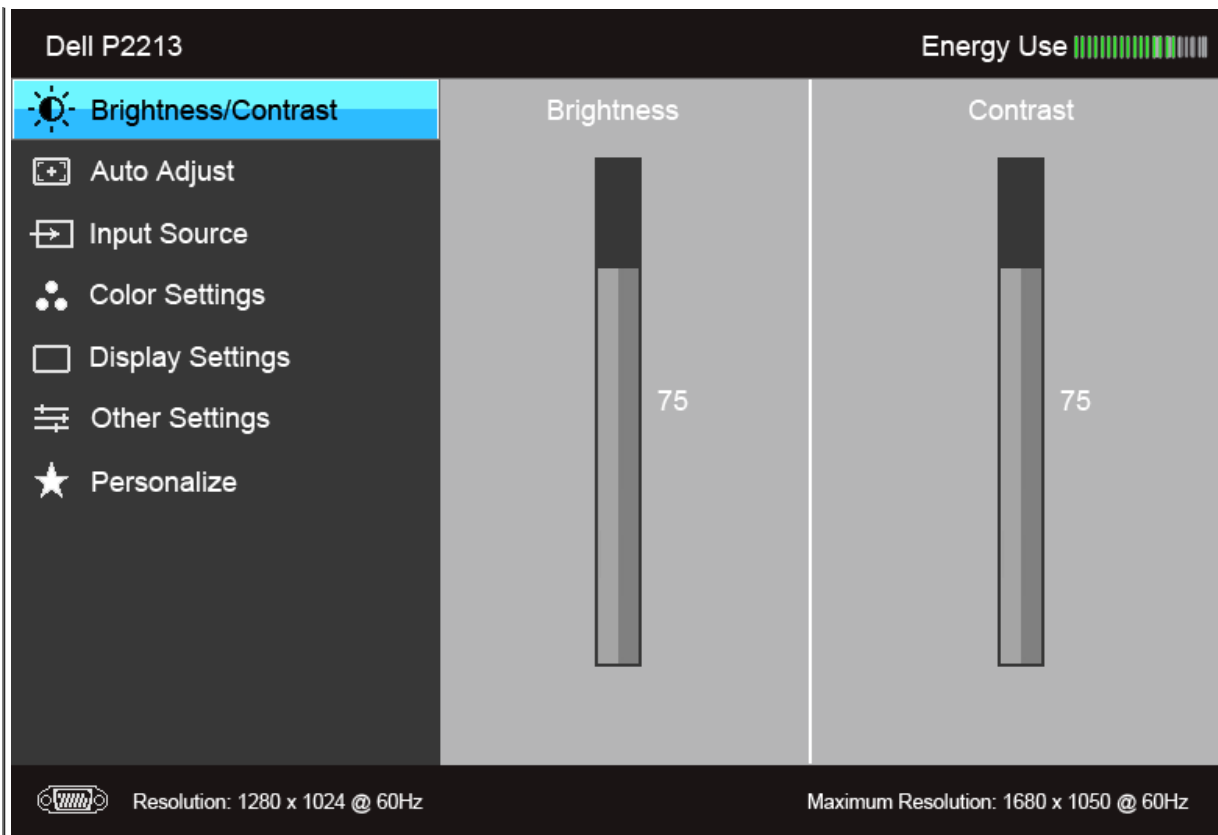 Dell P2213
Energy Use
Brightness/Contrast
Auto Adjust
Input Source
Color Settings
Display Settings
Other Settings
Personalize
Brightness
75
Contrast
75
Resolution: 1280 x 1024 @ 60Hz
Maximum Resolution: 1680 x 1050 @ 60Hz